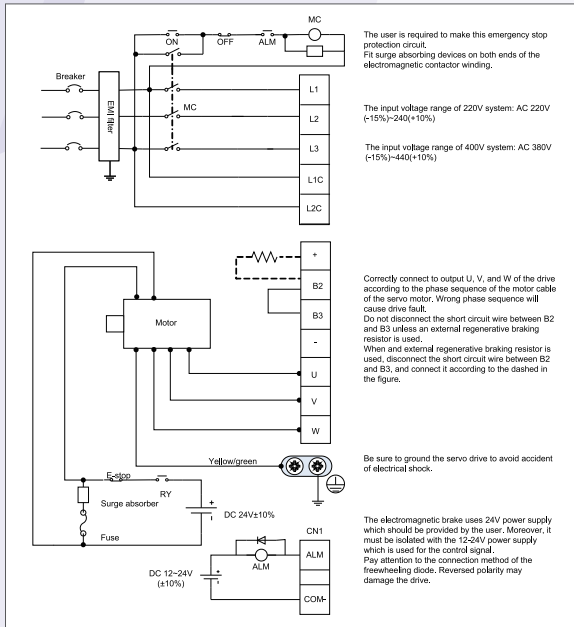 MC
ON
OFF
ALM
The user is required to make this emergency stop
protection circuit.
Fit surge absorbing devices on both ends of the
electromagnetic contactor winding.
Breaker
EMI filter
MC
L1
L2
L3
L1C
L2C
The input voltage range of 220V system: AC 220V
(-15%)~240(+10%)
The input voltage range of 400V system: AC 380V
(-15%)~440(+10%)
+
B2
B3
-
U
V
W
Motor
Correctly connect to output U, V, and W of the drive
according to the phase sequence of the motor cable
of the servo motor. Wrong phase sequence will
cause drive fault.
Do not disconnect the short circuit wire between B2
and B3 unless an external regenerative braking
resistor is used.
When and external regenerative braking resistor is
used, disconnect the short circuit wire between B2
and B3, and connect it according to the dashed in
the figure.
Yellow/green
Be sure to ground the servo drive to avoid accident
of electrical shock.
E-stop
RY
Surge absorber
+
-
DC 24V±10%
Fuse
CN1
ALM
ALM
DC 12~24V
(±10%)
+
-
COM-
The electromagnetic brake uses 24V power supply
which should be provided by the user. Moreover, it
must be isolated with the 12-24V power supply
which is used for the control signal.
Pay attention to the connection method of the
freewheeling diode. Reversed polarity may
damage the drive.